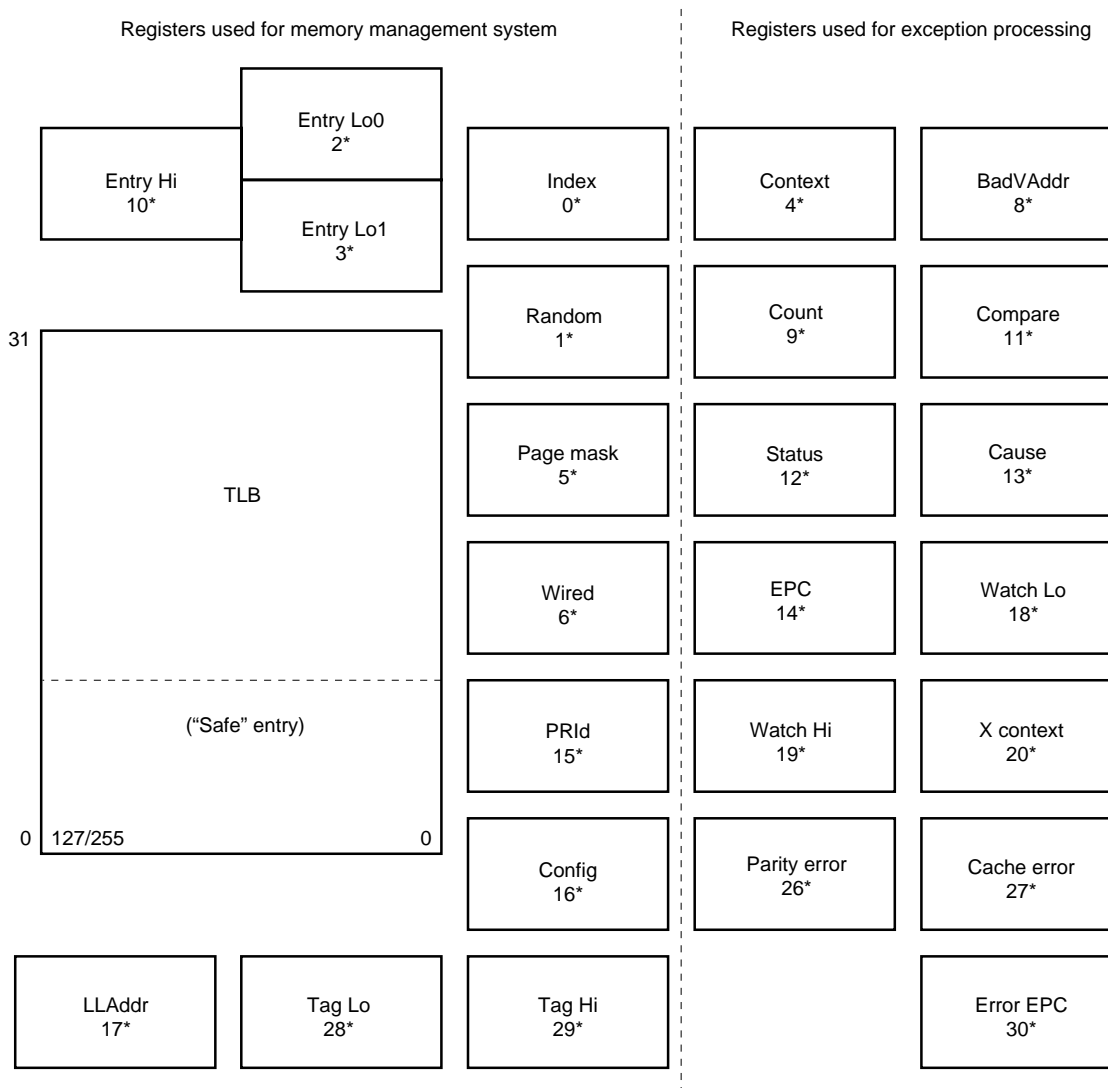 Registers used for memory management system
Registers used for exception processing
Entry Lo0
2*
Entry Hi
10*
Entry Lo1
3*
Index
0*
Context
4*
BadVAddr
8*
Random
1*
Count
9*
Compare
11*
31
TLB
Page mask
5*
Status
12*
Cause
13*
Wired
6*
EPC
14*
Watch Lo
18*
(“Safe” entry)
PRId
15*
Watch Hi
19*
X context
20*
0
127/255
0
Config
16*
Parity error
26*
Cache error
27*
LLAddr
17*
Tag Lo
28*
Tag Hi
29*
Error EPC
30*